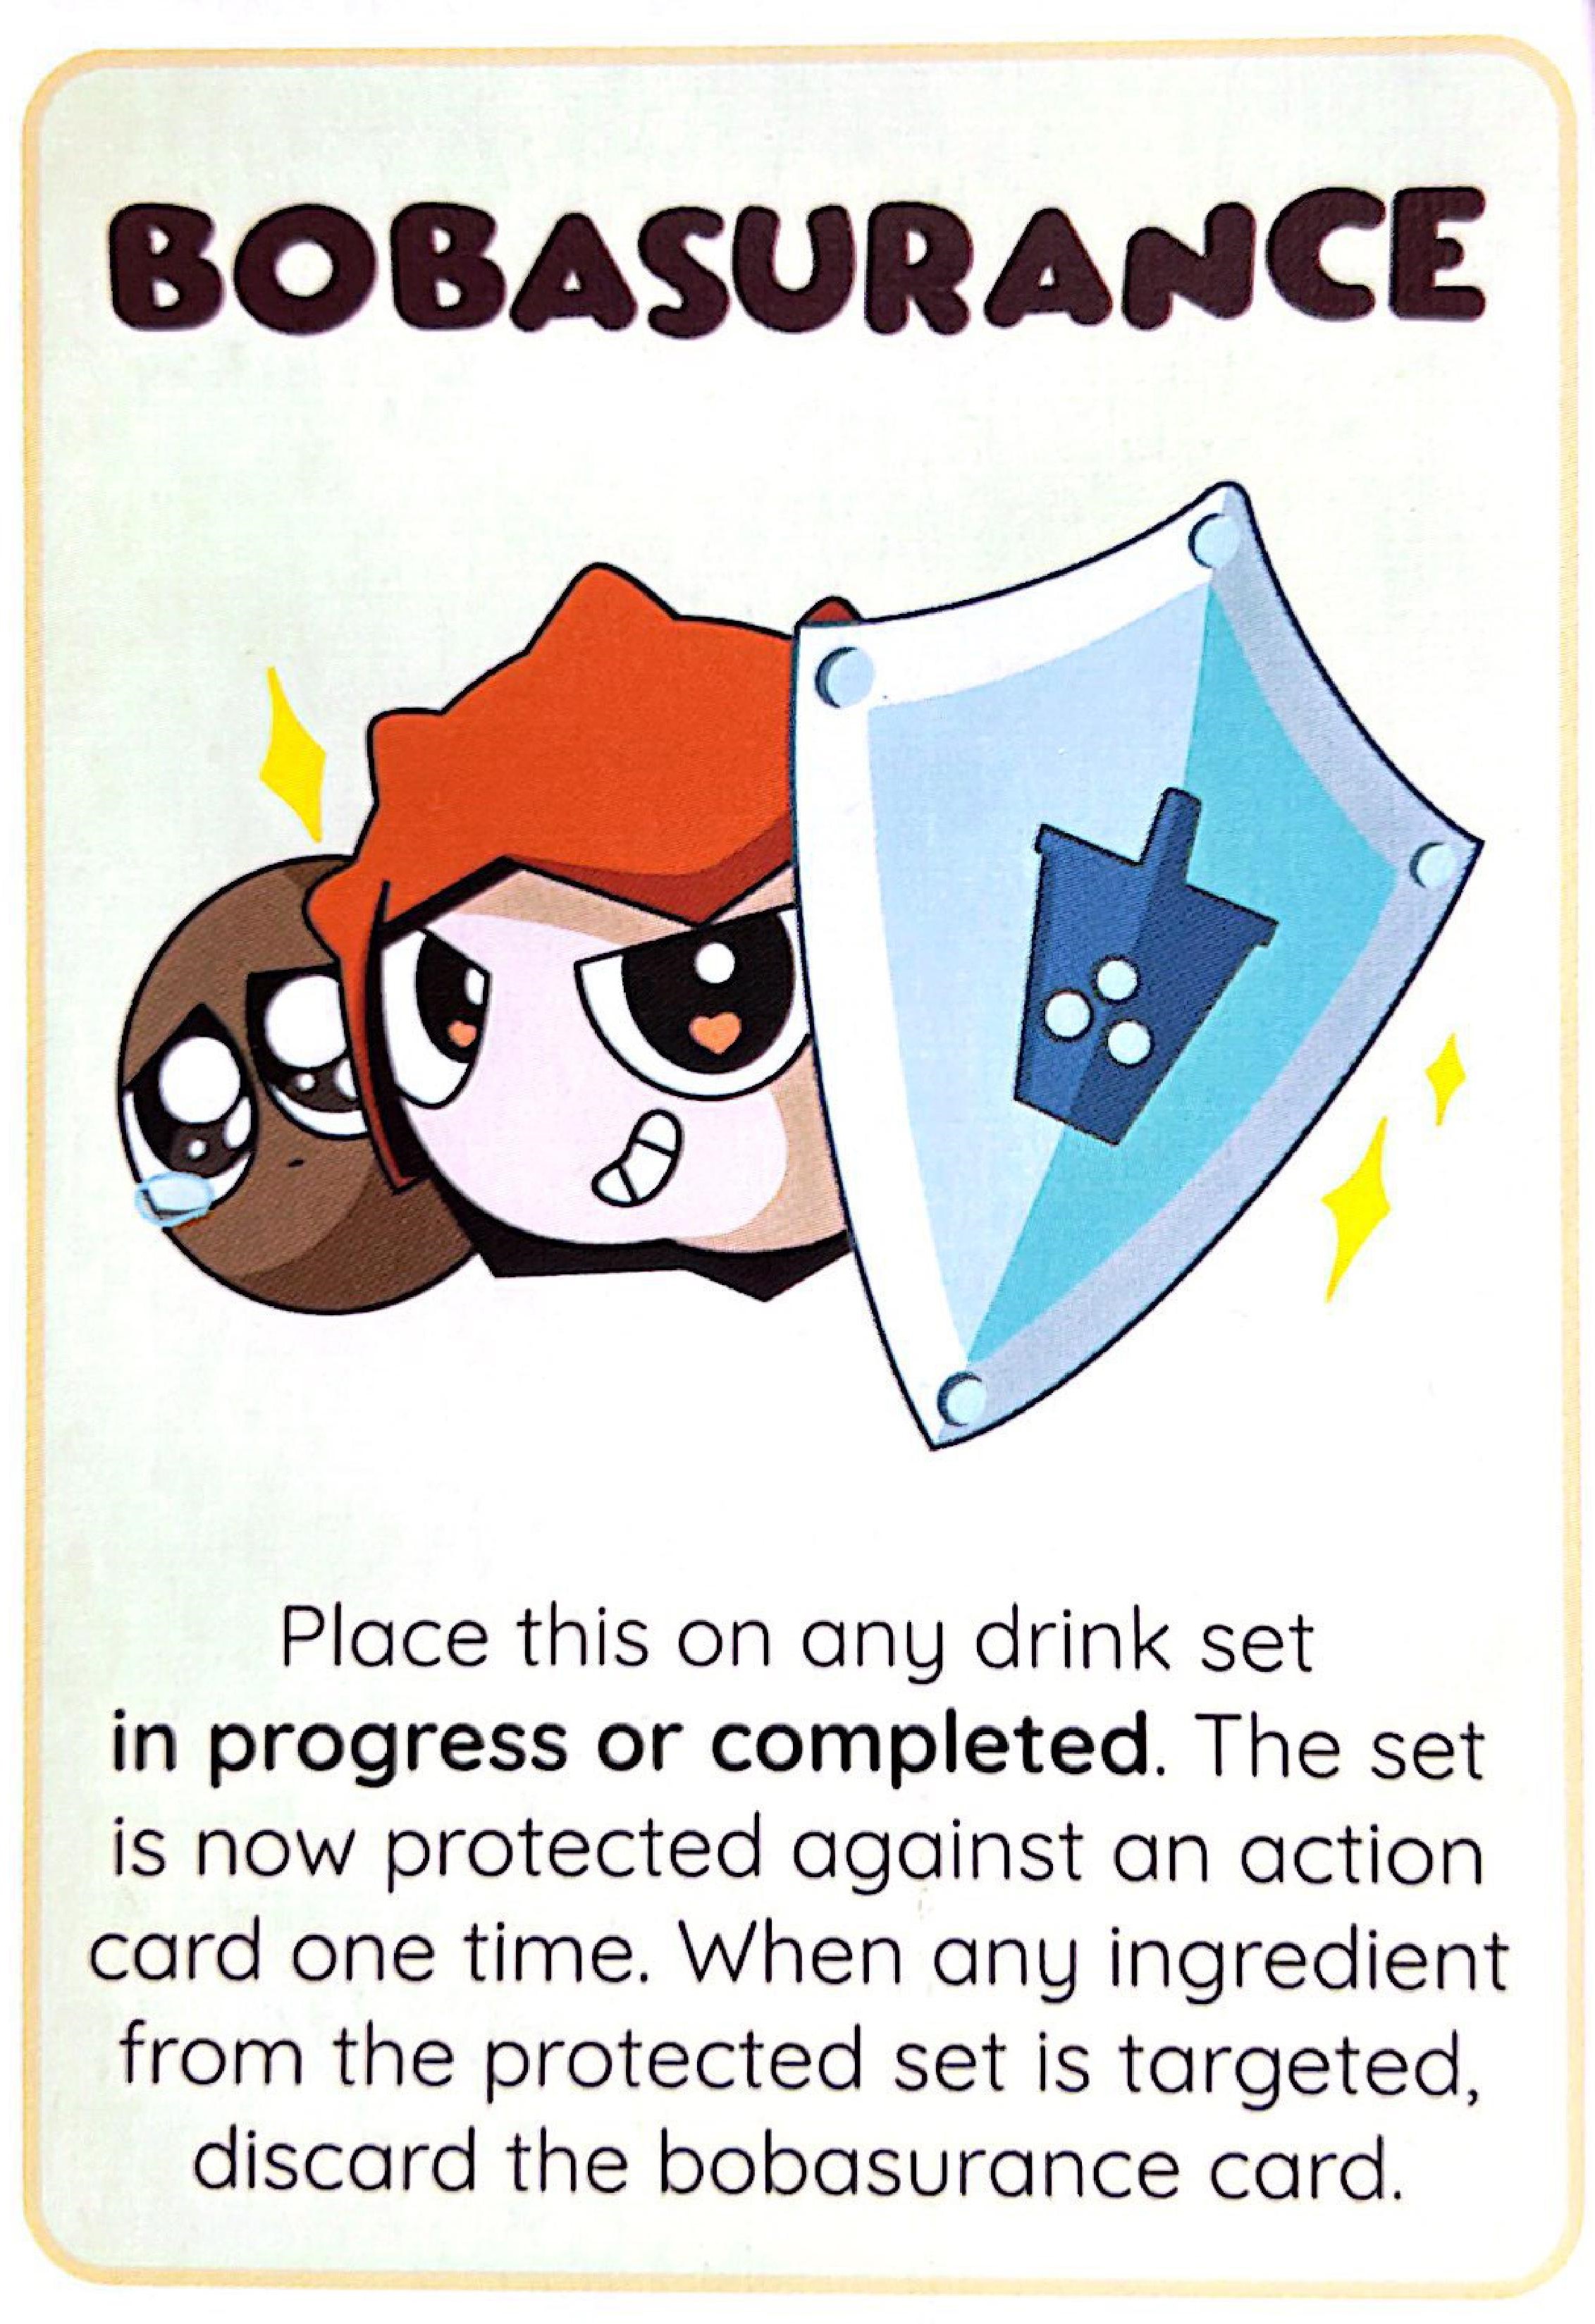 BOBASURANCE
Place this on any drink set
in progress or completed. The set
is now protected against an action
card one time. When any ingredient
from the protected set is targeted,
discard the bobasurance card.